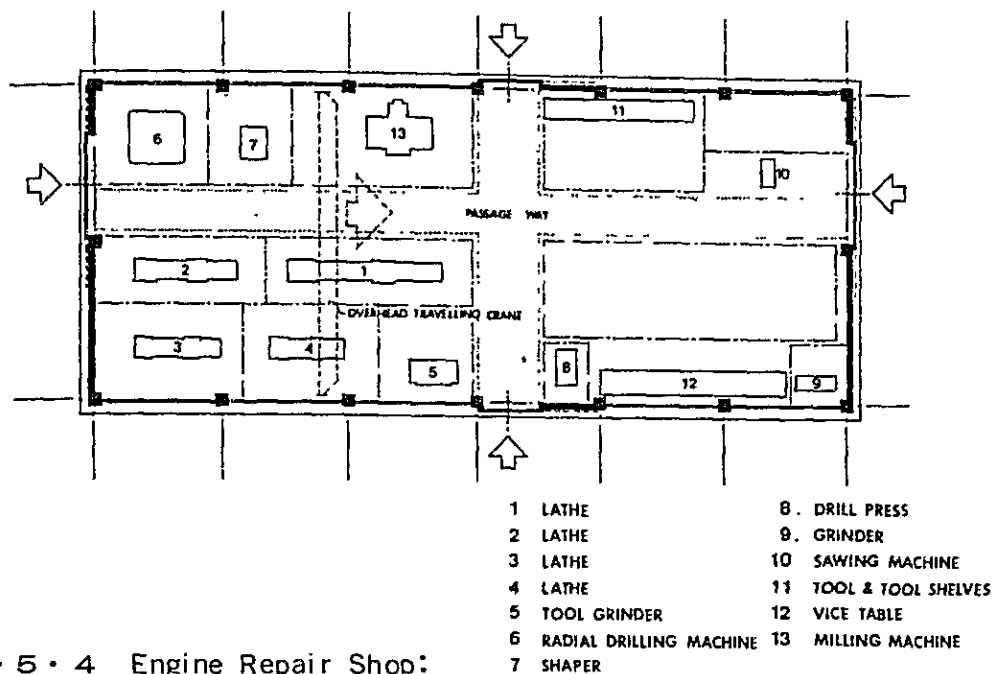 11
6
7
13
10
PASSAGE WAY
2
1
OVERHEAD TRAVELLING CRANE
3
4
5
8
12
9
1 LATHE
2 LATHE
3 LATHE
4 LATHE
5 TOOL GRINDER
6 RADIAL DRILLING MACHINE
7 SHAPER
8. DRILL PRESS
9. GRINDER
10 SAWING MACHINE
11 TOOL & TOOL SHELVES
12 VICE TABLE
13 MILLING MACHINE
· 5 · 4 Engine Repair Shop: